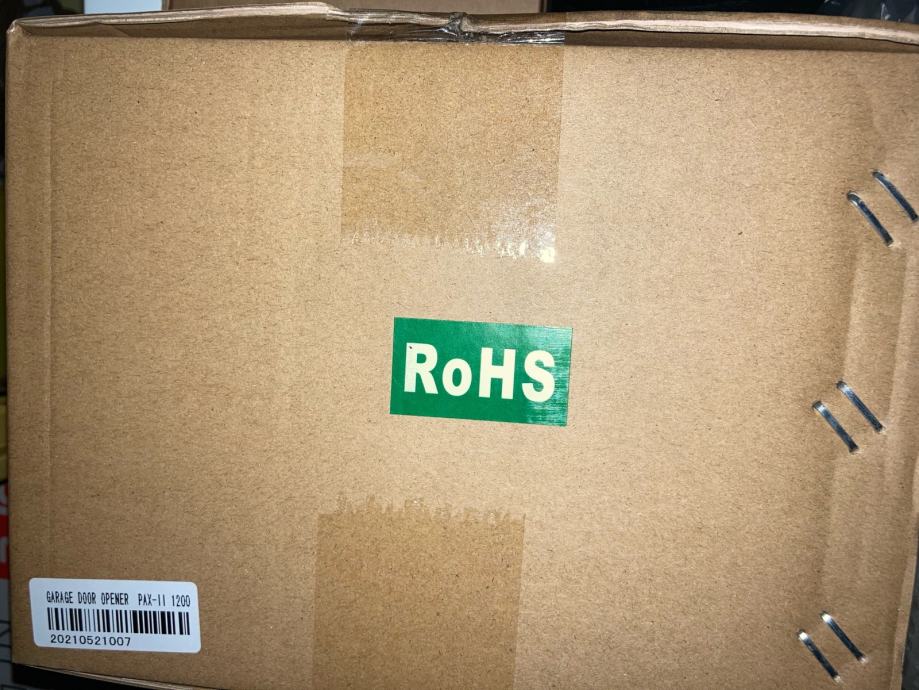 RoHS
GARAGE DOOR OPENER PAX-II 1200
20210521007